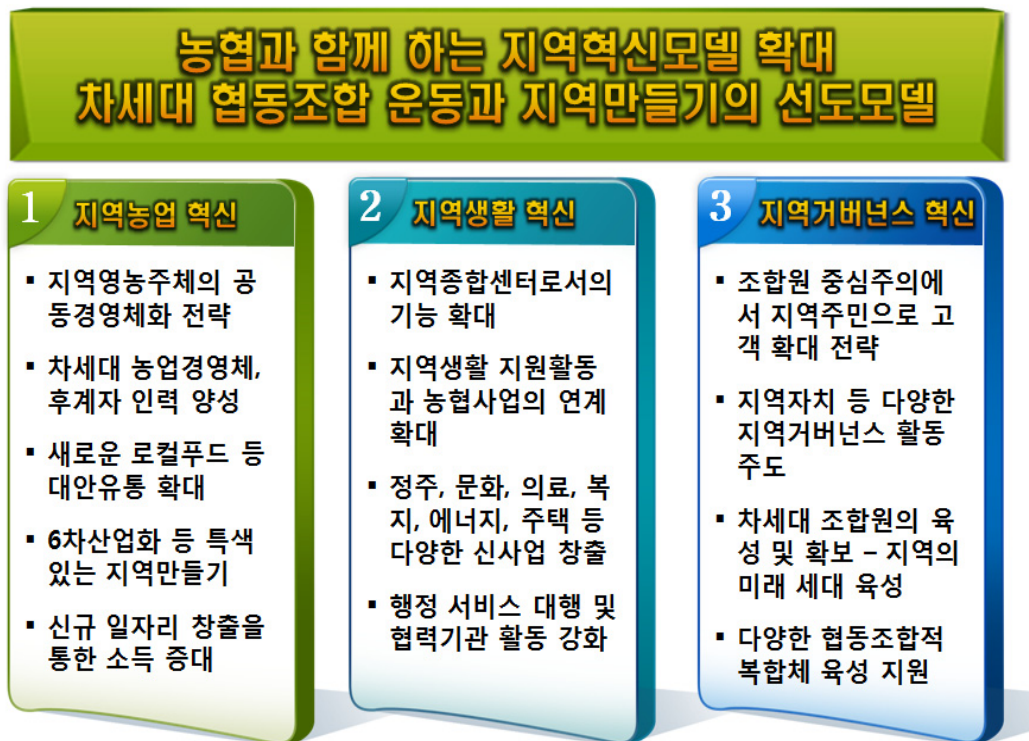 농협과 함께 하는 지역혁신모델 확대
차세대 협동조합 운동과 지역만들기의 선도모델
1 지역농업 혁신
▪ 지역영농주체의 공
동경영체화 전략
▪ 차세대 농업경영체,
후계자 인력 양성
▪ 새로운 로컬푸드 등
대안유통 확대
▪ 6차산업화 등 특색
있는 지역만들기
▪ 신규 일자리 창출을
통한 소득 증대
2 지역생활 혁신
▪ 지역종합센터로서의
기능 확대
▪ 지역생활 지원활동
과 농협사업의 연계
확대
▪ 정주, 문화, 의료, 복
지, 에너지, 주택 등
다양한 신사업 창출
▪ 행정 서비스 대행 및
협력기관 활동 강화
3 지역거버넌스 혁신
▪ 조합원 중심주의에
서 지역주민으로 고
객 확대 전략
▪ 지역자치 등 다양한
지역거버넌스 활동
주도
▪ 차세대 조합원의 육
성 및 확보 – 지역의
미래 세대 육성
▪ 다양한 협동조합적
복합체 육성 지원